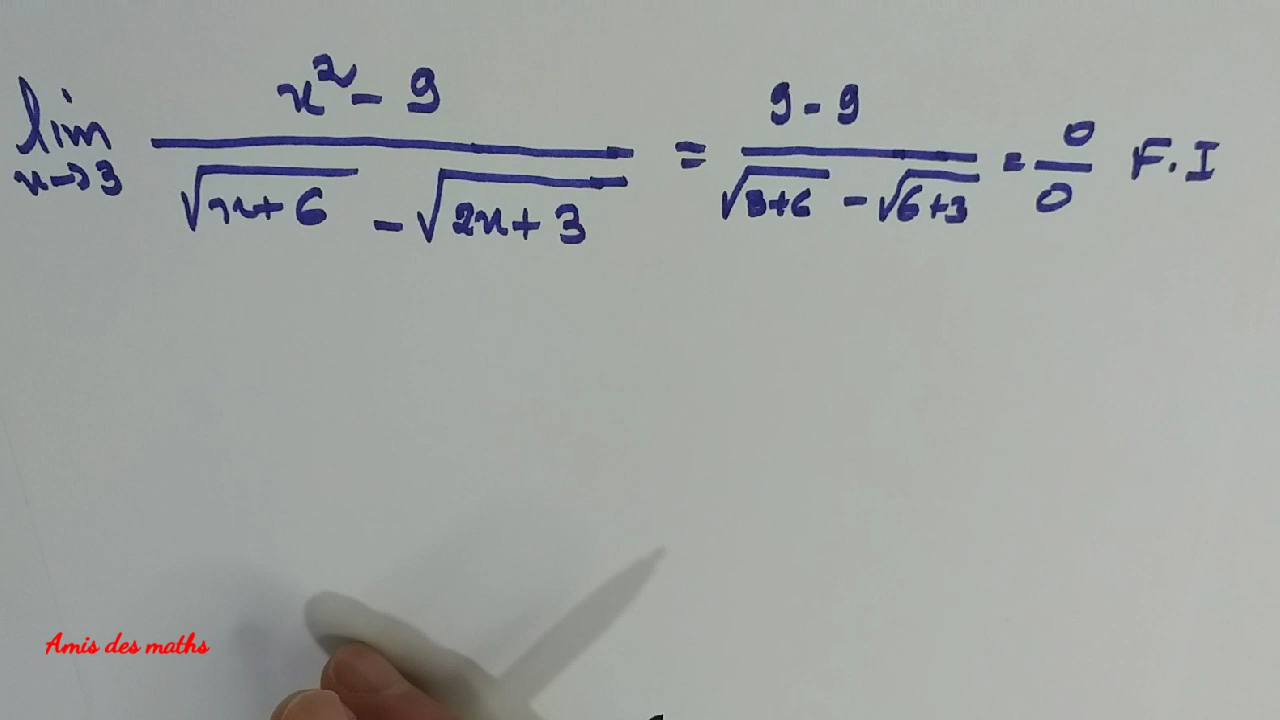 lim x→3 (x² - 9) / (√(x+6) - √(2x+3)) = (9 - 9) / (√(3+6) - √(6+3)) = 0/0 F.I
Amis des maths